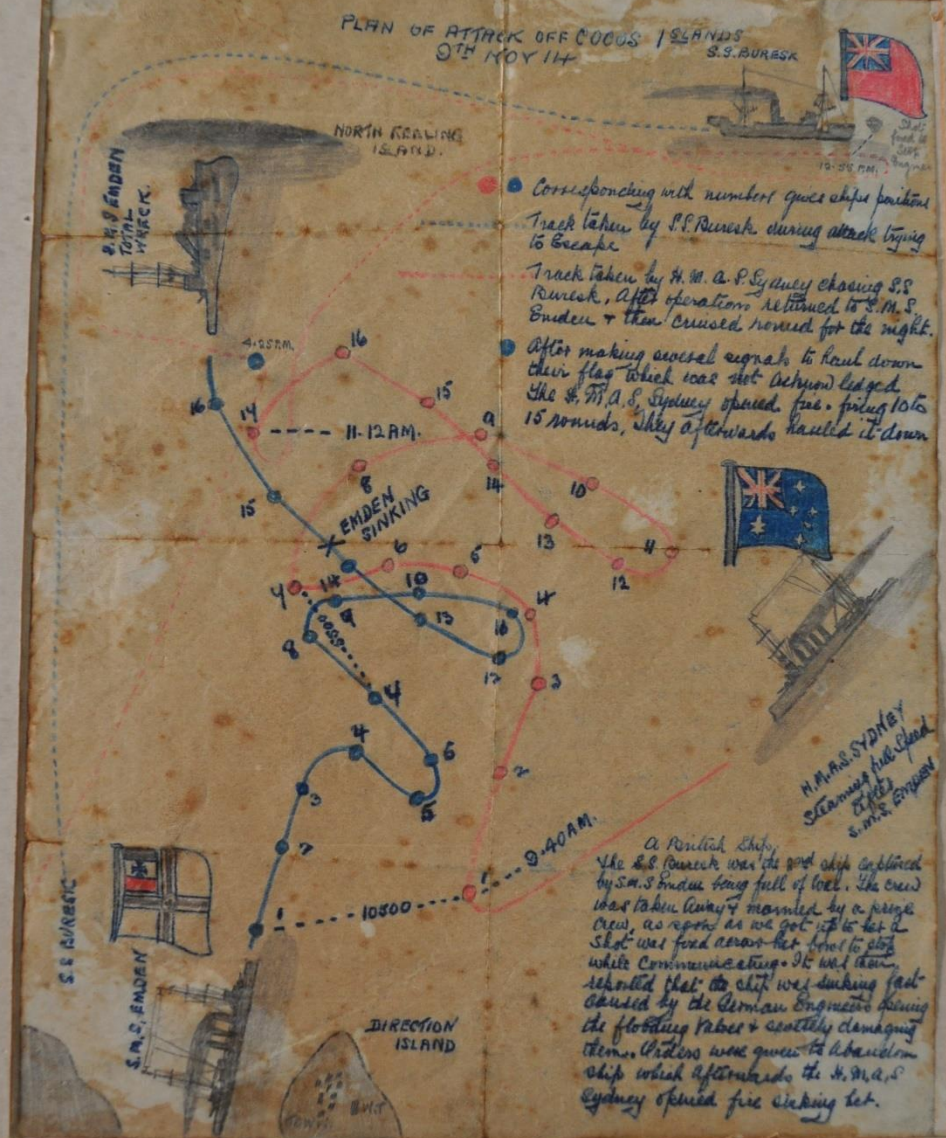 PLAN OF ATTACK OFF COCOS ISLANDS
9TH NOV 14
S.S. BURESK
NORTH KEELING
ISLAND.
Shot
fired to
stop
12-55 P.M.
S.M.S EMDEN
TOTAL
WRECK.
Corresponding with numbers gives ships positions
Track taken by S.S. Buresk during attack trying
to Escape
Track taken by H.M.A.S. Sydney chasing S.S
Buresk, After operations returned to S.M.S.
Emden + then cruised round for the night.
After making several signals to haul down
their flag which was not acknowledged
The H.M.A.S. Sydney opened fire. firing 10 to
15 rounds, They afterwards hauled it down
4.25 P.M.
16
16
14
11-12 AM.
15
9
8
14
10
15
EMDEN
SINKING
13
11
12
6
5
10
14
9
4
13
8
12
3
4
4
6
5
2
3
2
1
9.40 AM.
10500
1
H.M.A.S. SYDNEY
Steaming full Speed
after
S.M.S. EMDEN
S.S BURESK
S.M.S. EMDEN
DIRECTION
ISLAND
A British Ship,
The S.S. Buresk was the ship captured
by S.M.S Emden being full of Coal. The crew
was taken away + manned by a prize
crew, as soon as we got up to her a
shot was fired across her bows to stop
while Communicating. It was then
reported that the ship was sinking fast
caused by the German Engineers opening
the flooding valves + damaging
them. Orders were given to Abandon
ship which afterwards the H.M.A.S
Sydney opened fire sinking her.